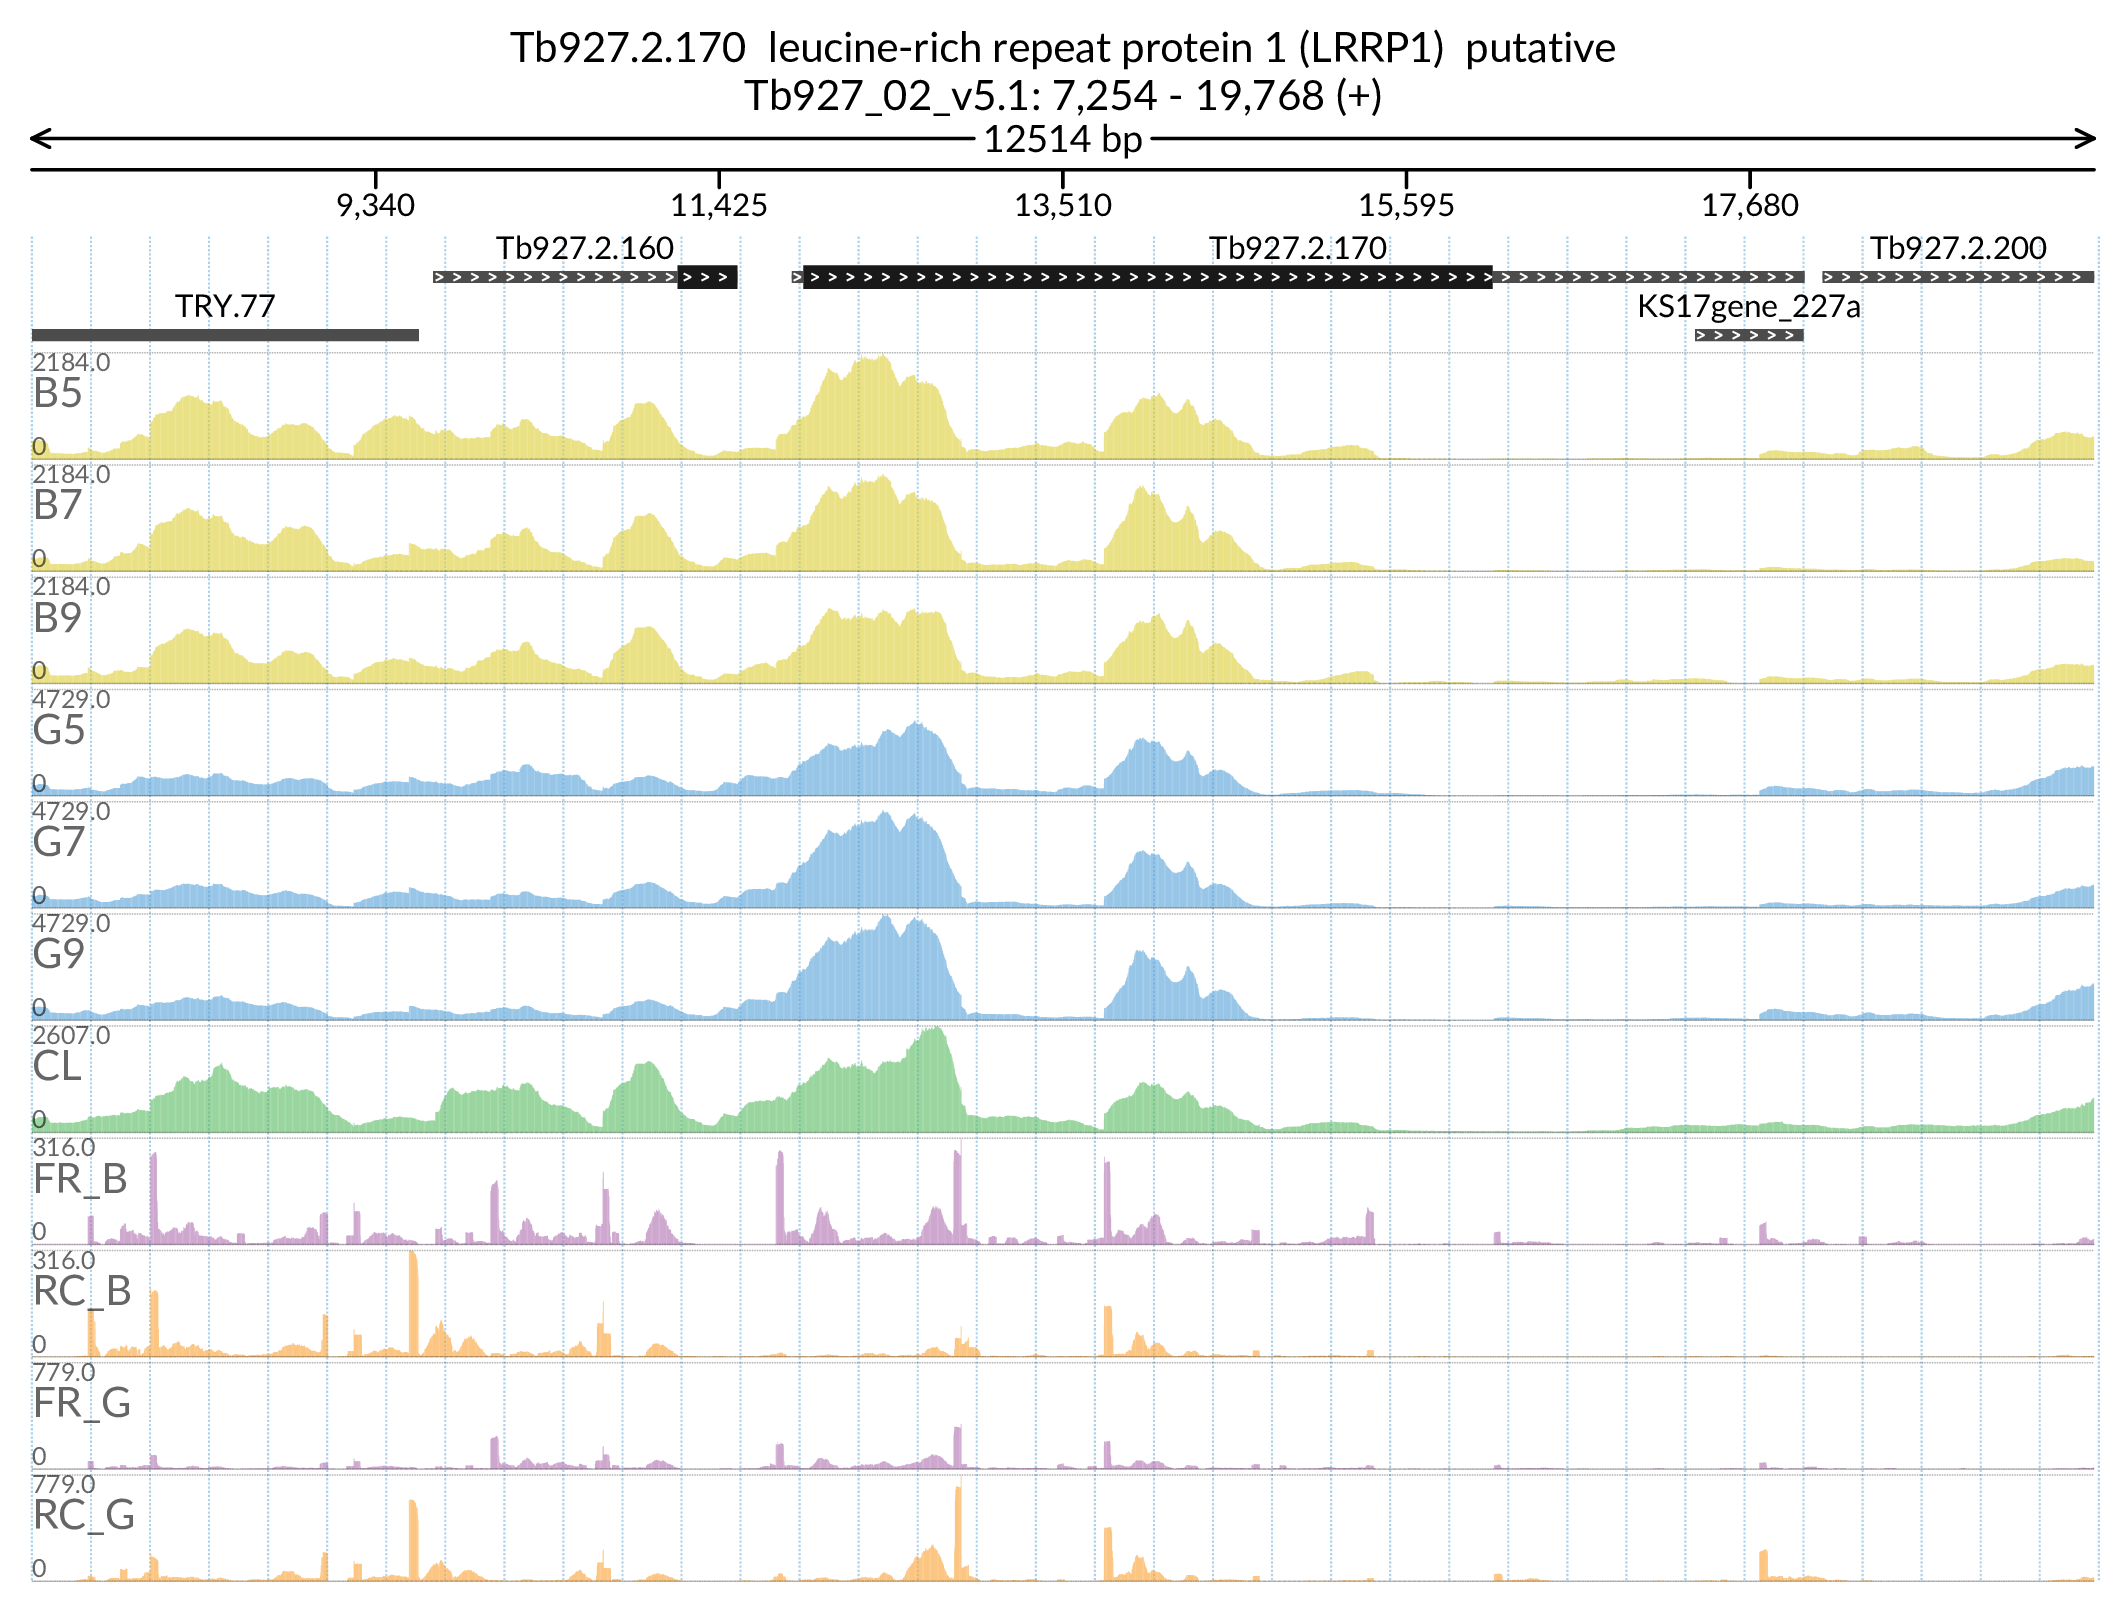 Tb927.2.170 leucine-rich repeat protein 1 (LRRP1) putative
Tb927_02_v5.1: 7,254 - 19,768 (+)
12514 bp
9,340 11,425 13,510 15,595 17,680
Tb927.2.160 Tb927.2.170 Tb927.2.200
TRY.77 KS17gene_227a
2184.0
B5
0
2184.0
B7
0
2184.0
B9
0
4729.0
G5
0
4729.0
G7
0
4729.0
G9
0
2607.0
CL
0
316.0
FR_B
0
316.0
RC_B
0
779.0
FR_G
0
779.0
RC_G
0